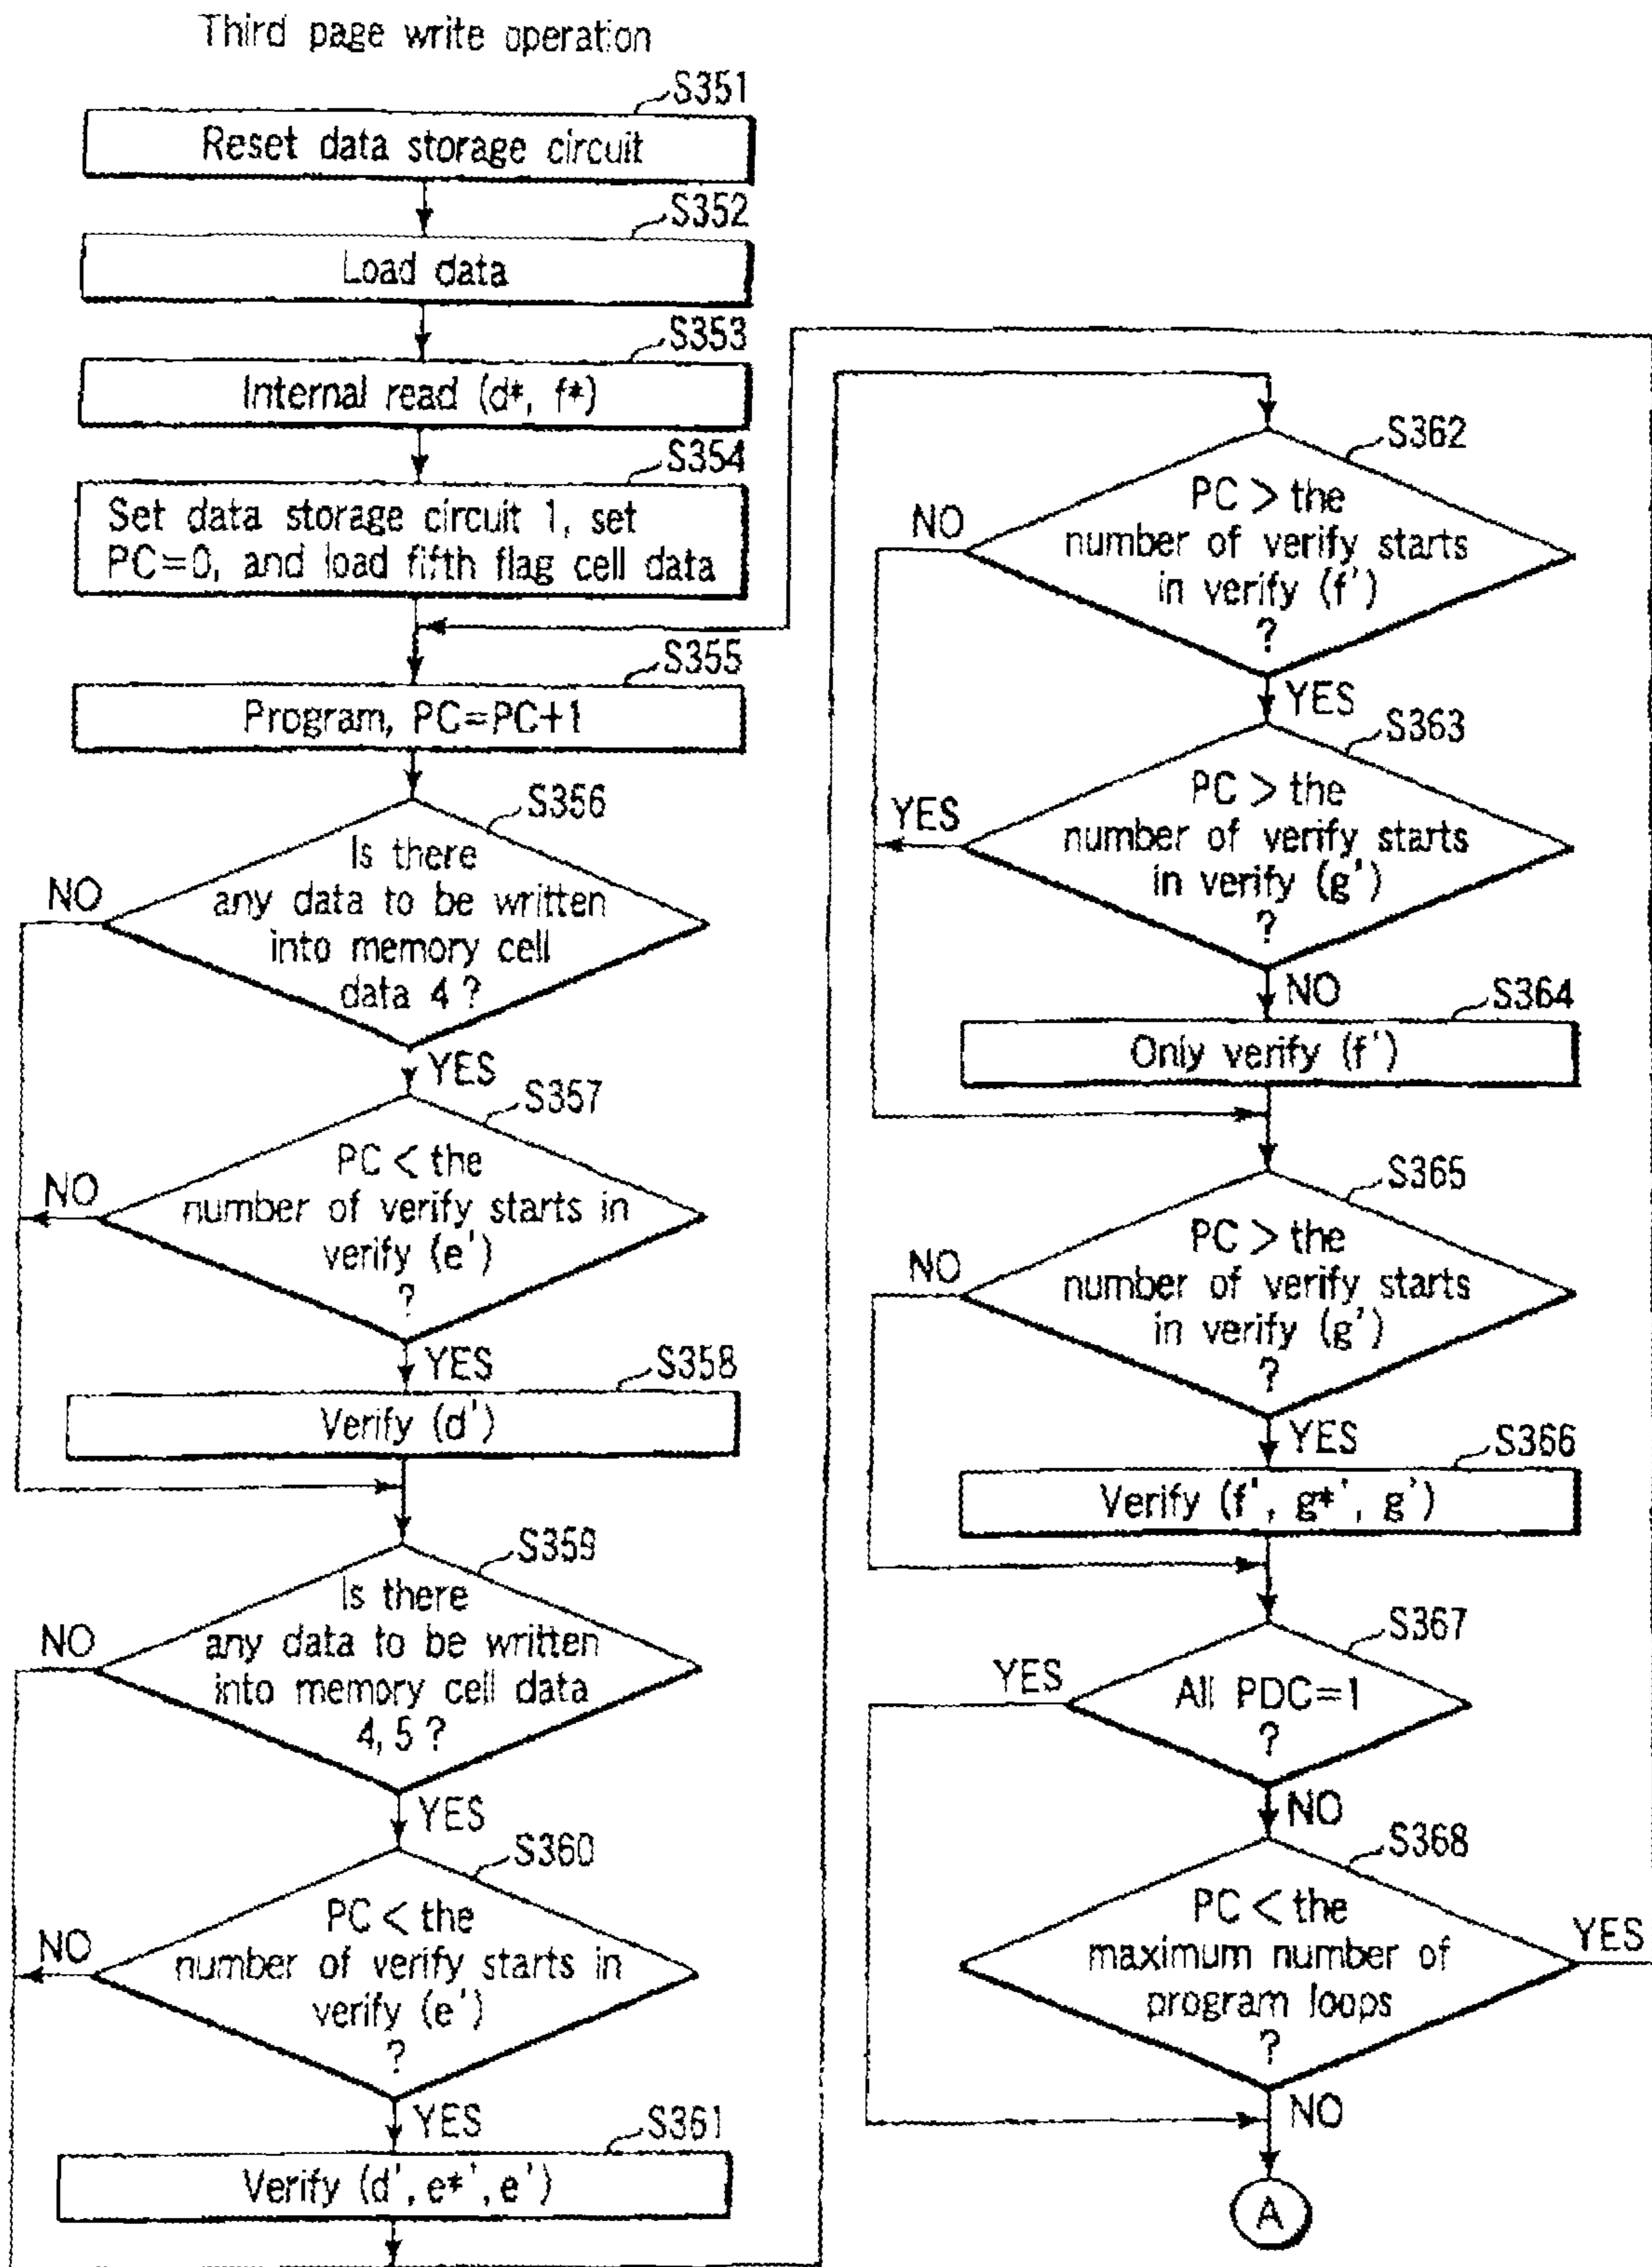 Third page write operation
S351
Reset data storage circuit
S352
Load data
S353
Internal read (d*, f*)
S354
Set data storage circuit 1, set
PC=0, and load fifth flag cell data
S355
Program, PC=PC+1
S356
Is there
any data to be written
into memory cell
data 4 ?
NO
YES
S357
PC < the
number of verify starts in
verify (e')
?
NO
YES
S358
Verify (d')
S359
Is there
any data to be written
into memory cell data
4, 5 ?
NO
YES
S360
PC < the
number of verify starts in
verify (e')
?
NO
YES
S361
Verify (d', e*', e')
S362
PC > the
number of verify starts
in verify (f')
?
NO
YES
S363
PC > the
number of verify starts
in verify (g')
?
YES
NO
S364
Only verify (f')
S365
PC > the
number of verify starts
in verify (g')
?
NO
YES
S366
Verify (f', g*', g')
S367
All PDC=1
?
YES
NO
S368
PC < the
maximum number of
program loops
?
YES
NO
A